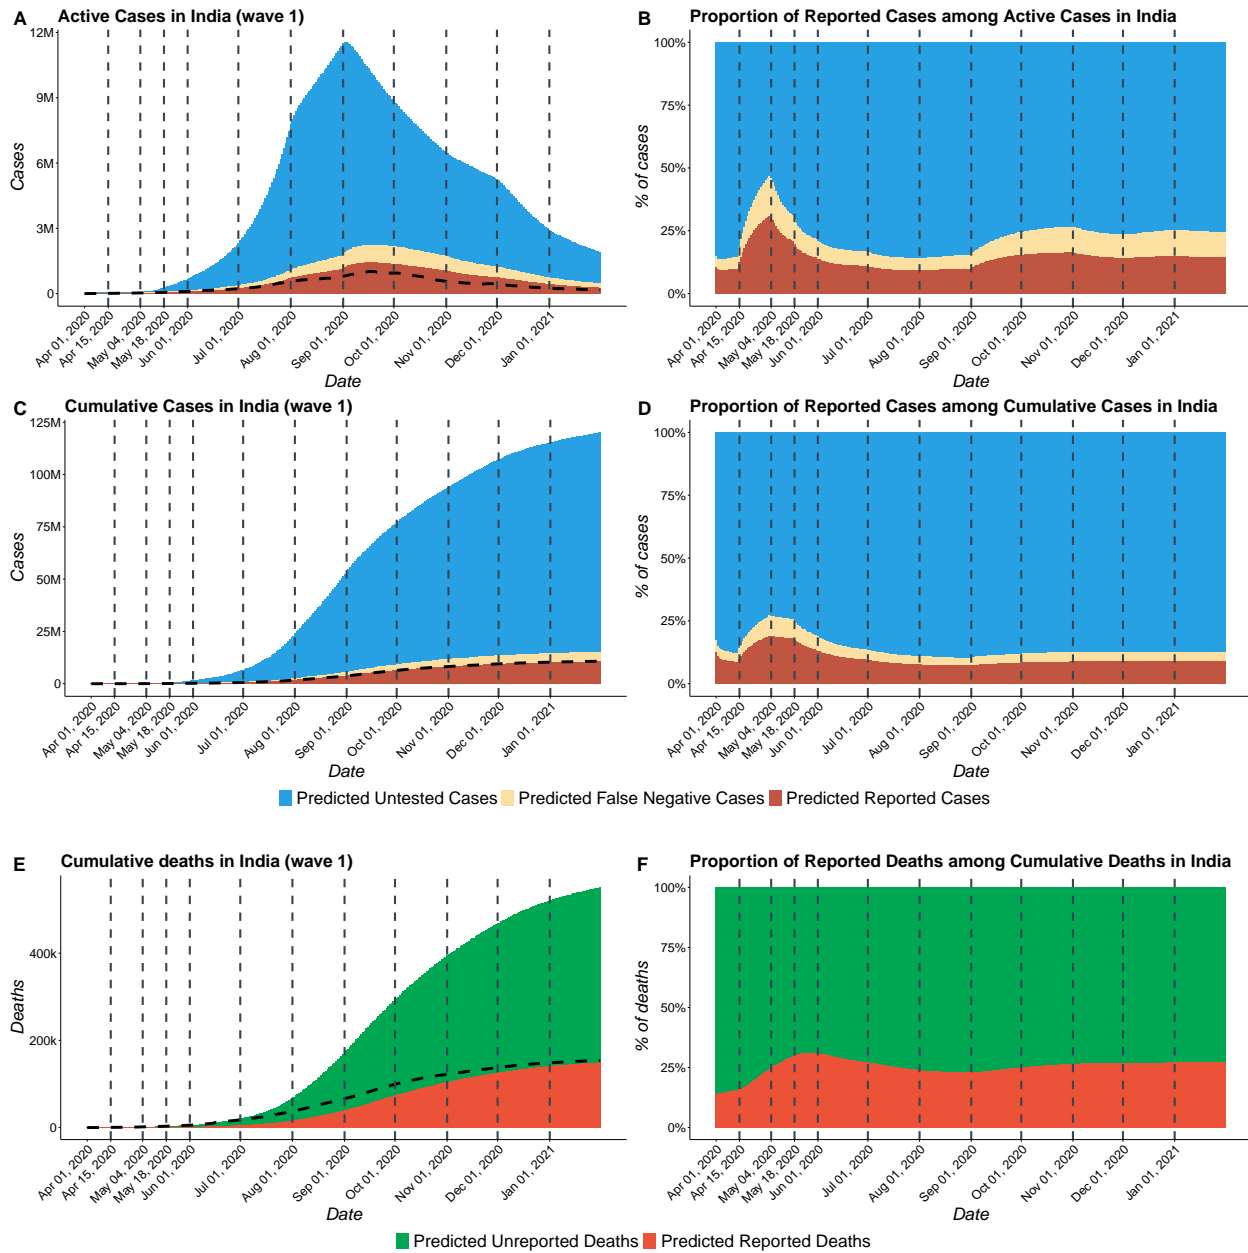 A
Active Cases in India (wave 1)
12M
9M
6M
3M
0
Cases
Apr 01, 2020
Apr 15, 2020
May 04, 2020
May 18, 2020
Jun 01, 2020
Jul 01, 2020
Aug 01, 2020
Sep 01, 2020
Oct 01, 2020
Nov 01, 2020
Dec 01, 2020
Jan 01, 2021
Date
B
Proportion of Reported Cases among Active Cases in India
100%
75%
50%
25%
0%
% of cases
Apr 01, 2020
Apr 15, 2020
May 04, 2020
May 18, 2020
Jun 01, 2020
Jul 01, 2020
Aug 01, 2020
Sep 01, 2020
Oct 01, 2020
Nov 01, 2020
Dec 01, 2020
Jan 01, 2021
Date
C
Cumulative Cases in India (wave 1)
125M
100M
75M
50M
25M
0
Cases
Apr 01, 2020
Apr 15, 2020
May 04, 2020
May 18, 2020
Jun 01, 2020
Jul 01, 2020
Aug 01, 2020
Sep 01, 2020
Oct 01, 2020
Nov 01, 2020
Dec 01, 2020
Jan 01, 2021
Date
D
Proportion of Reported Cases among Cumulative Cases in India
100%
75%
50%
25%
0%
% of cases
Apr 01, 2020
Apr 15, 2020
May 04, 2020
May 18, 2020
Jun 01, 2020
Jul 01, 2020
Aug 01, 2020
Sep 01, 2020
Oct 01, 2020
Nov 01, 2020
Dec 01, 2020
Jan 01, 2021
Date
Predicted Untested Cases Predicted False Negative Cases Predicted Reported Cases
E
Cumulative deaths in India (wave 1)
400k
200k
0
Deaths
Apr 01, 2020
Apr 15, 2020
May 04, 2020
May 18, 2020
Jun 01, 2020
Jul 01, 2020
Aug 01, 2020
Sep 01, 2020
Oct 01, 2020
Nov 01, 2020
Dec 01, 2020
Jan 01, 2021
Date
F
Proportion of Reported Deaths among Cumulative Deaths in India
100%
75%
50%
25%
0%
% of deaths
Apr 01, 2020
Apr 15, 2020
May 04, 2020
May 18, 2020
Jun 01, 2020
Jul 01, 2020
Aug 01, 2020
Sep 01, 2020
Oct 01, 2020
Nov 01, 2020
Dec 01, 2020
Jan 01, 2021
Date
Predicted Unreported Deaths Predicted Reported Deaths